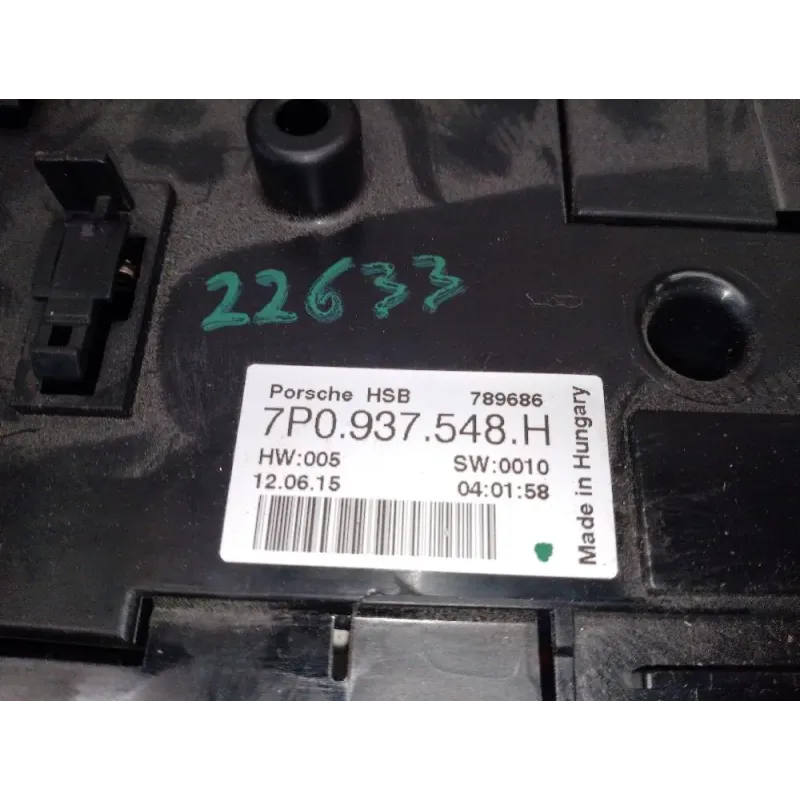 22633
Porsche HSB 789686
7P0.937.548.H
HW:005 SW:0010
12.06.15 04:01:58
Made in Hungary